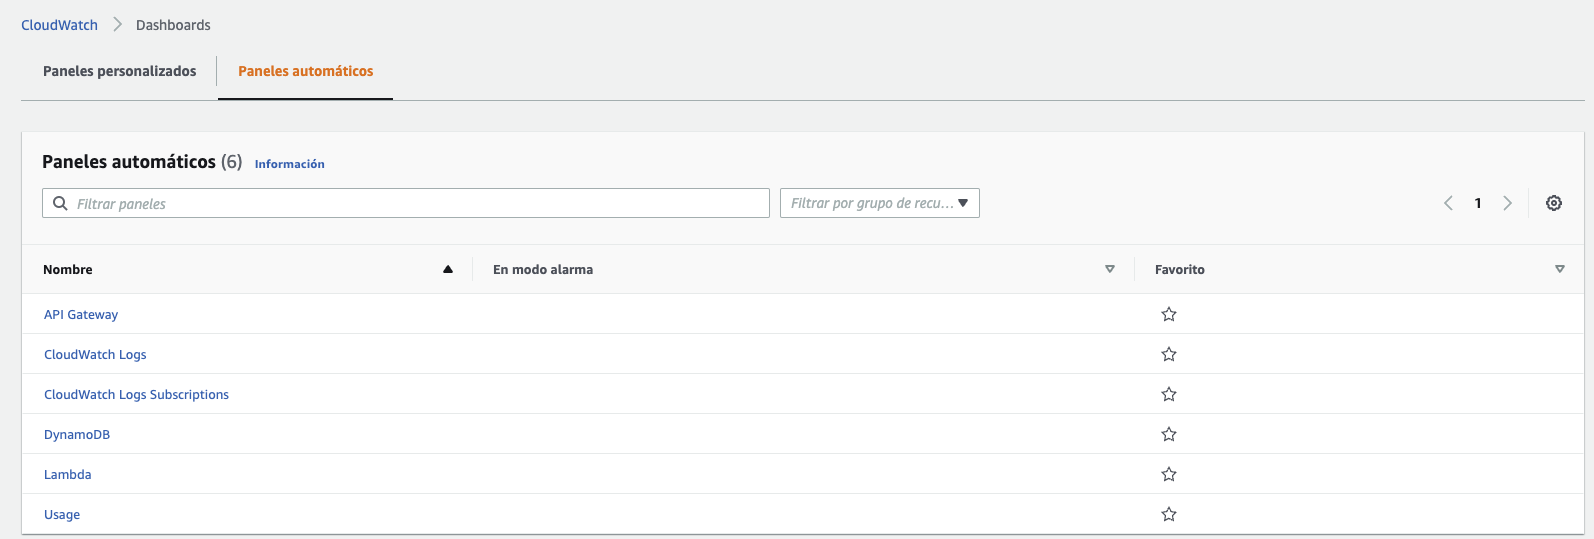 CloudWatch > Dashboards
Paneles personalizados Paneles automáticos
Paneles automáticos (6) Información
Filtrar paneles Filtrar por grupo de recu... 1
Nombre En modo alarma Favorito
API Gateway
CloudWatch Logs
CloudWatch Logs Subscriptions
DynamoDB
Lambda
Usage